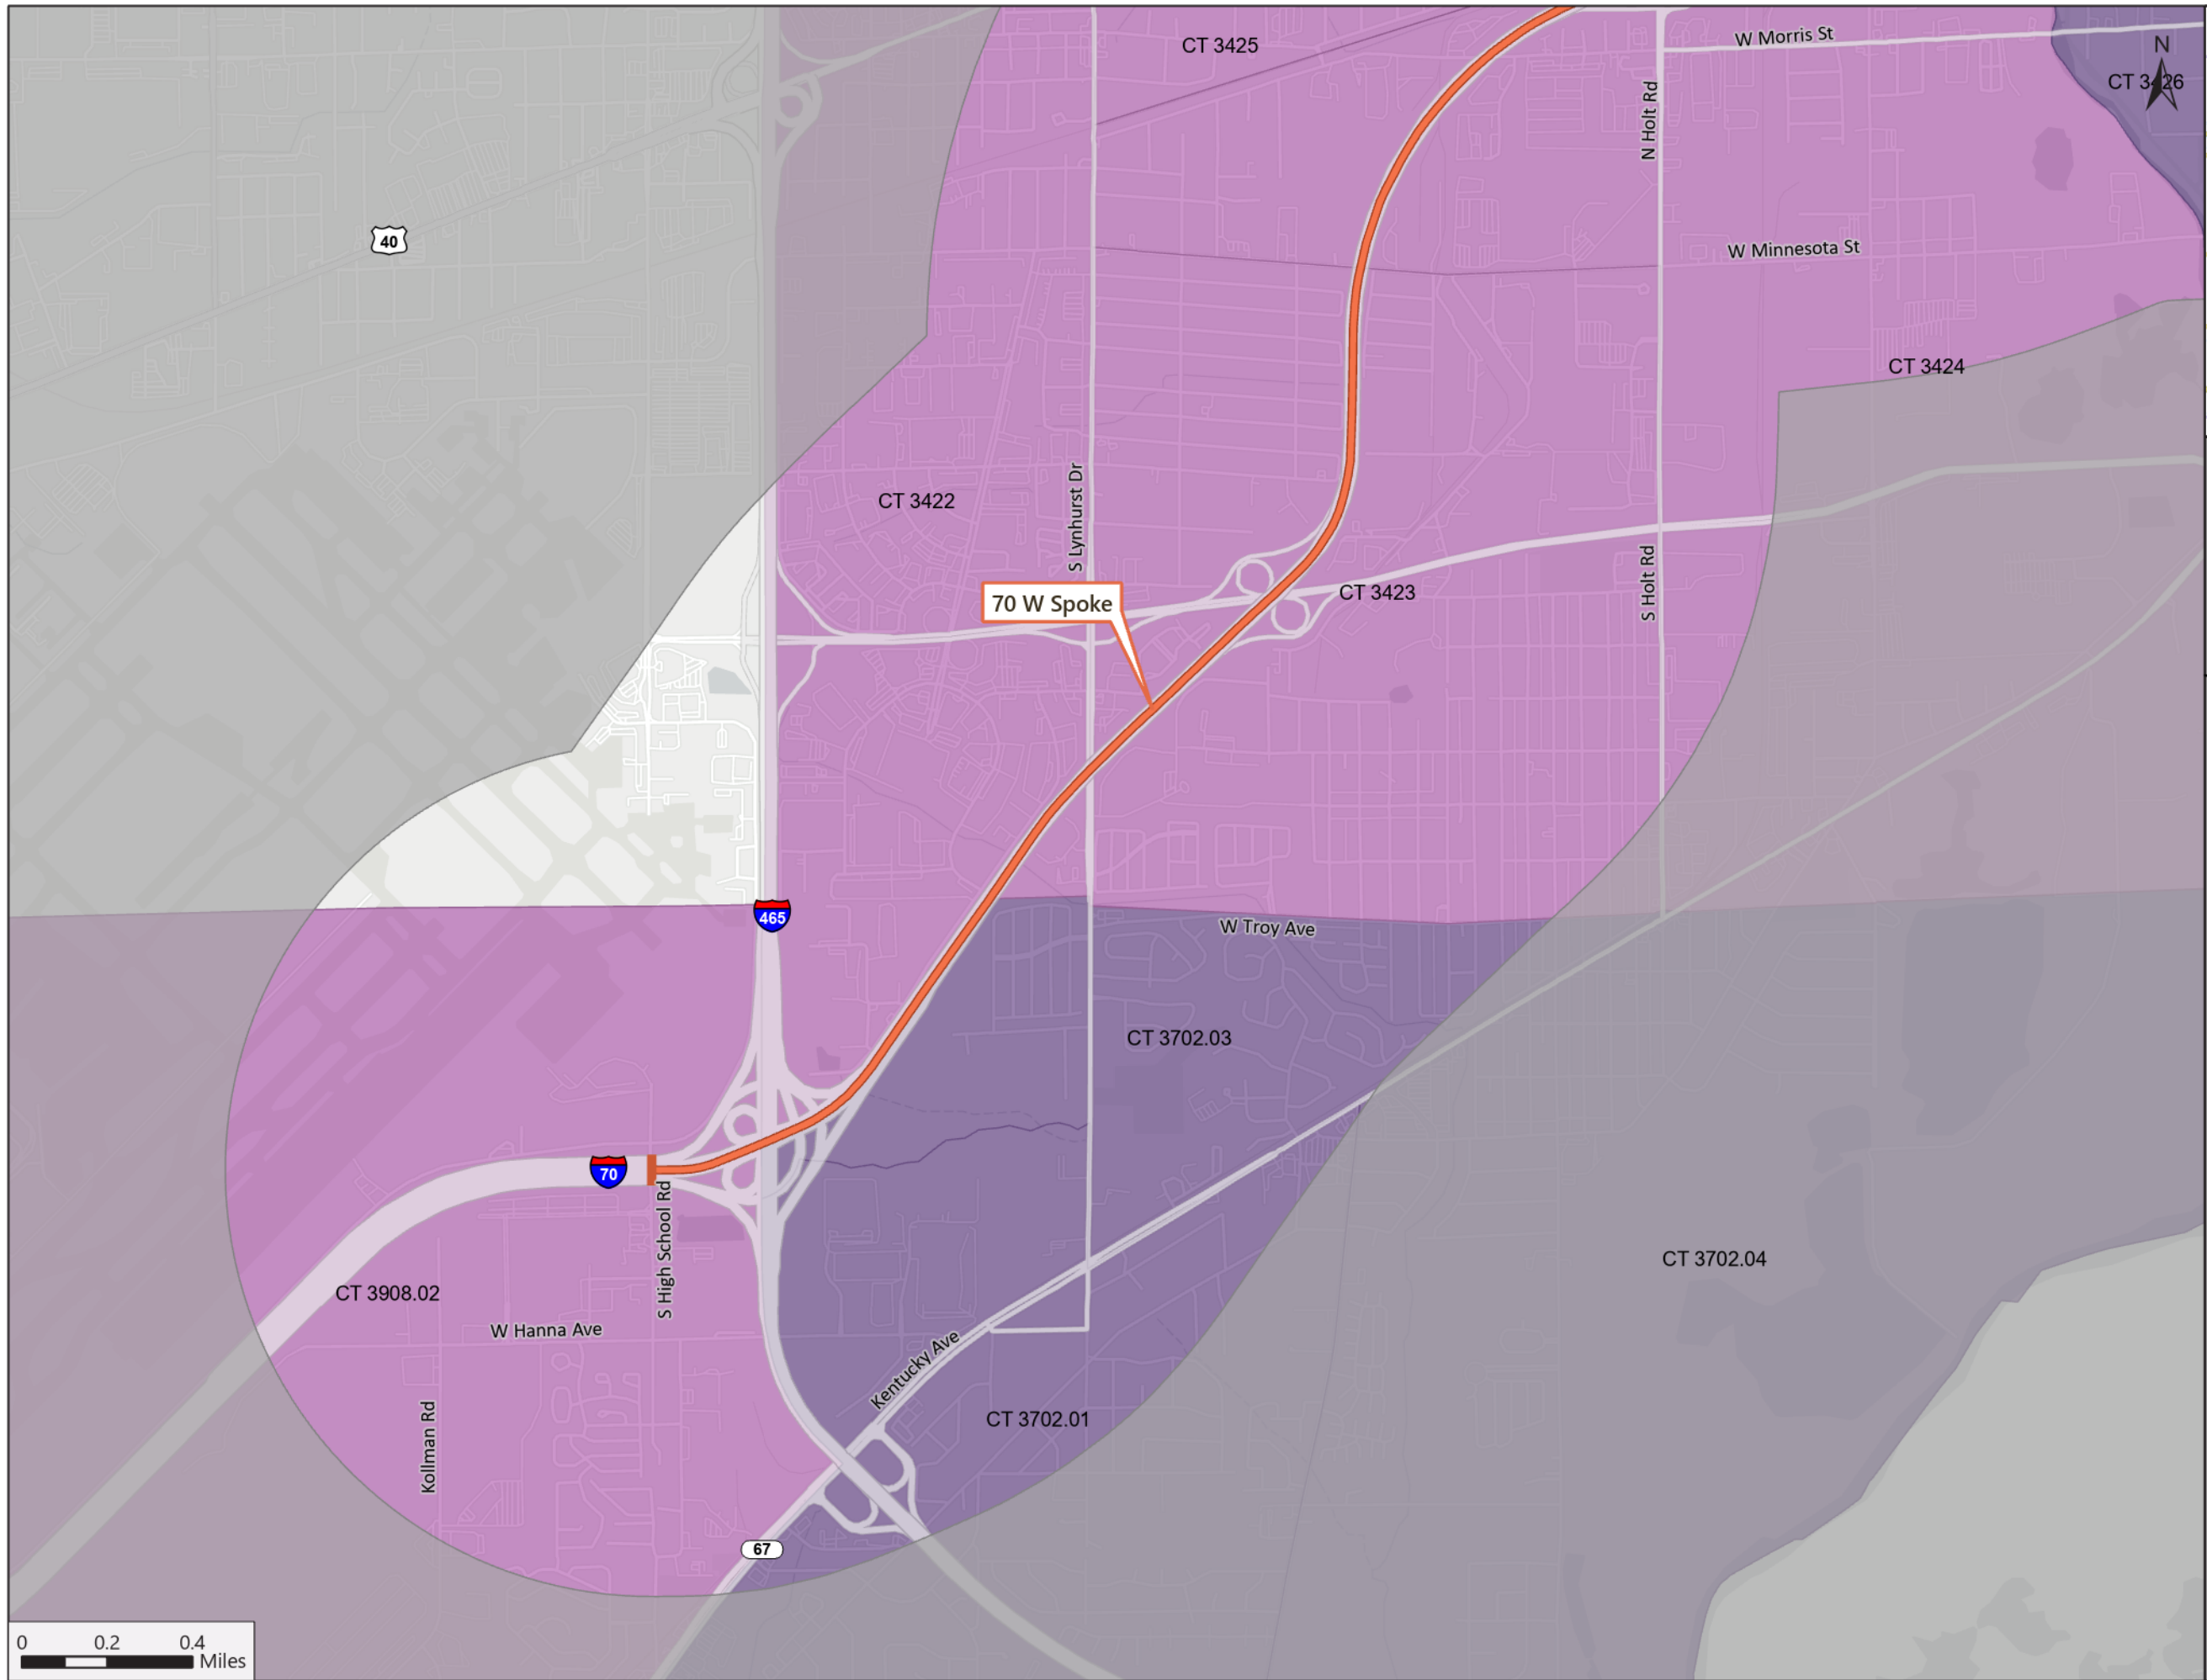 CT 3425
W Morris St
N
CT 3426
N Holt Rd
40
W Minnesota St
CT 3424
CT 3422
S Lynhurst Dr
70 W Spoke
CT 3423
S Holt Rd
465
W Troy Ave
CT 3702.03
70
S High School Rd
CT 3702.04
CT 3908.02
W Hanna Ave
Kentucky Ave
Kollman Rd
CT 3702.01
67
0 0.2 0.4
Miles